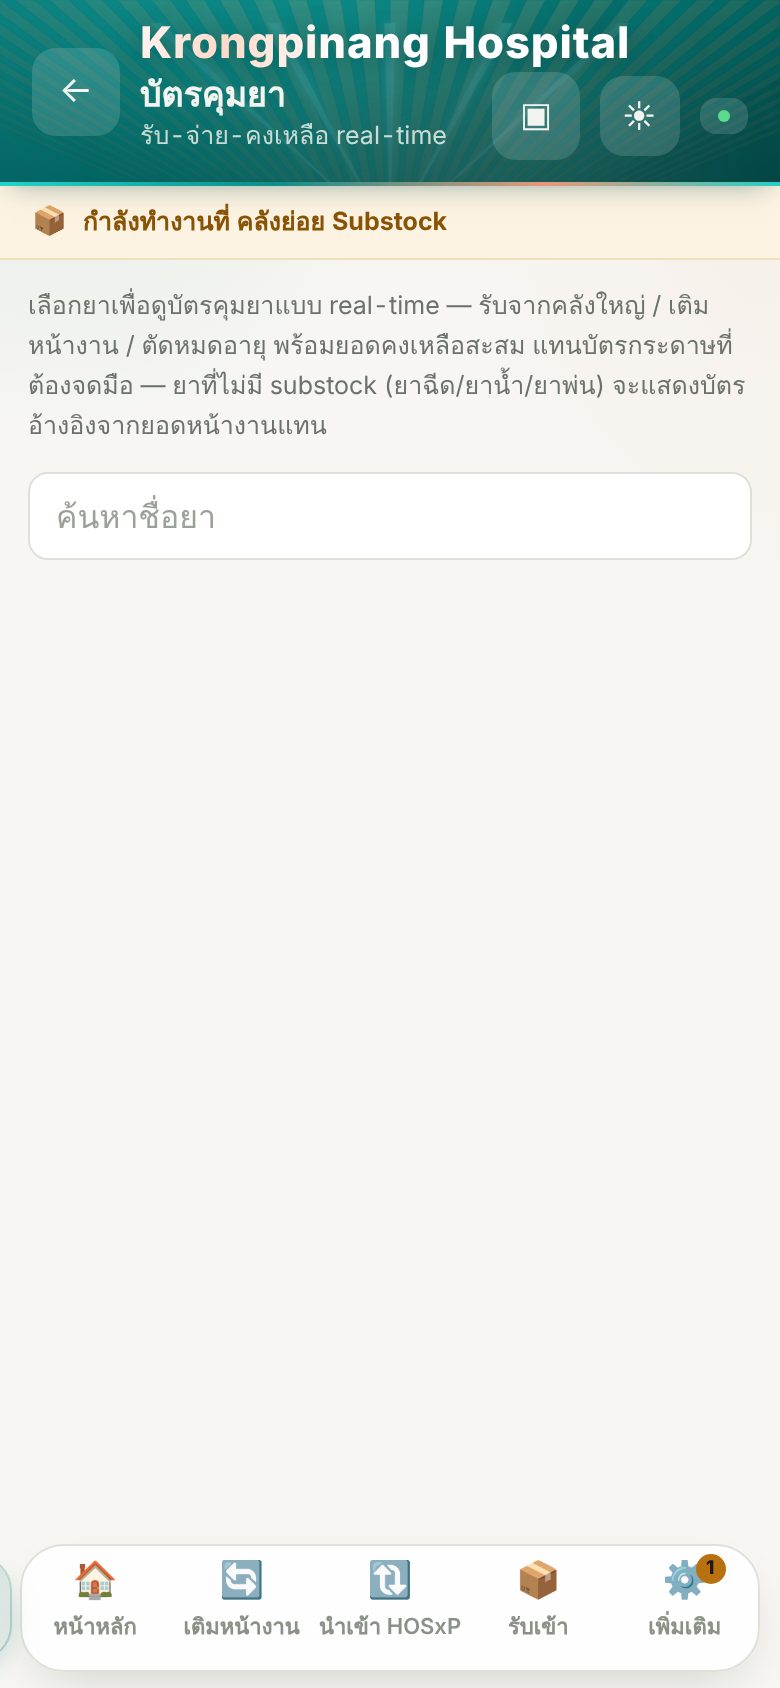 Krongpinang Hospital
บัตรคุมยา
รับ-จ่าย-คงเหลือ real-time
กำลังทำงานที่ คลังย่อย Substock
เลือกยาเพื่อดูบัตรคุมยาแบบ real-time — รับจากคลังใหญ่ / เติม
หน้างาน / ตัดหมดอายุ พร้อมยอดคงเหลือสะสม แทนบัตรกระดาษที่
ต้องจดมือ — ยาที่ไม่มี substock (ยาฉีด/ยาน้ำ/ยาพ่น) จะแสดงบัตร
อ้างอิงจากยอดหน้างานแทน
ค้นหาชื่อยา
1
หน้าหลัก
เติมหน้างาน
นำเข้า HOSxP
รับเข้า
เพิ่มเติม